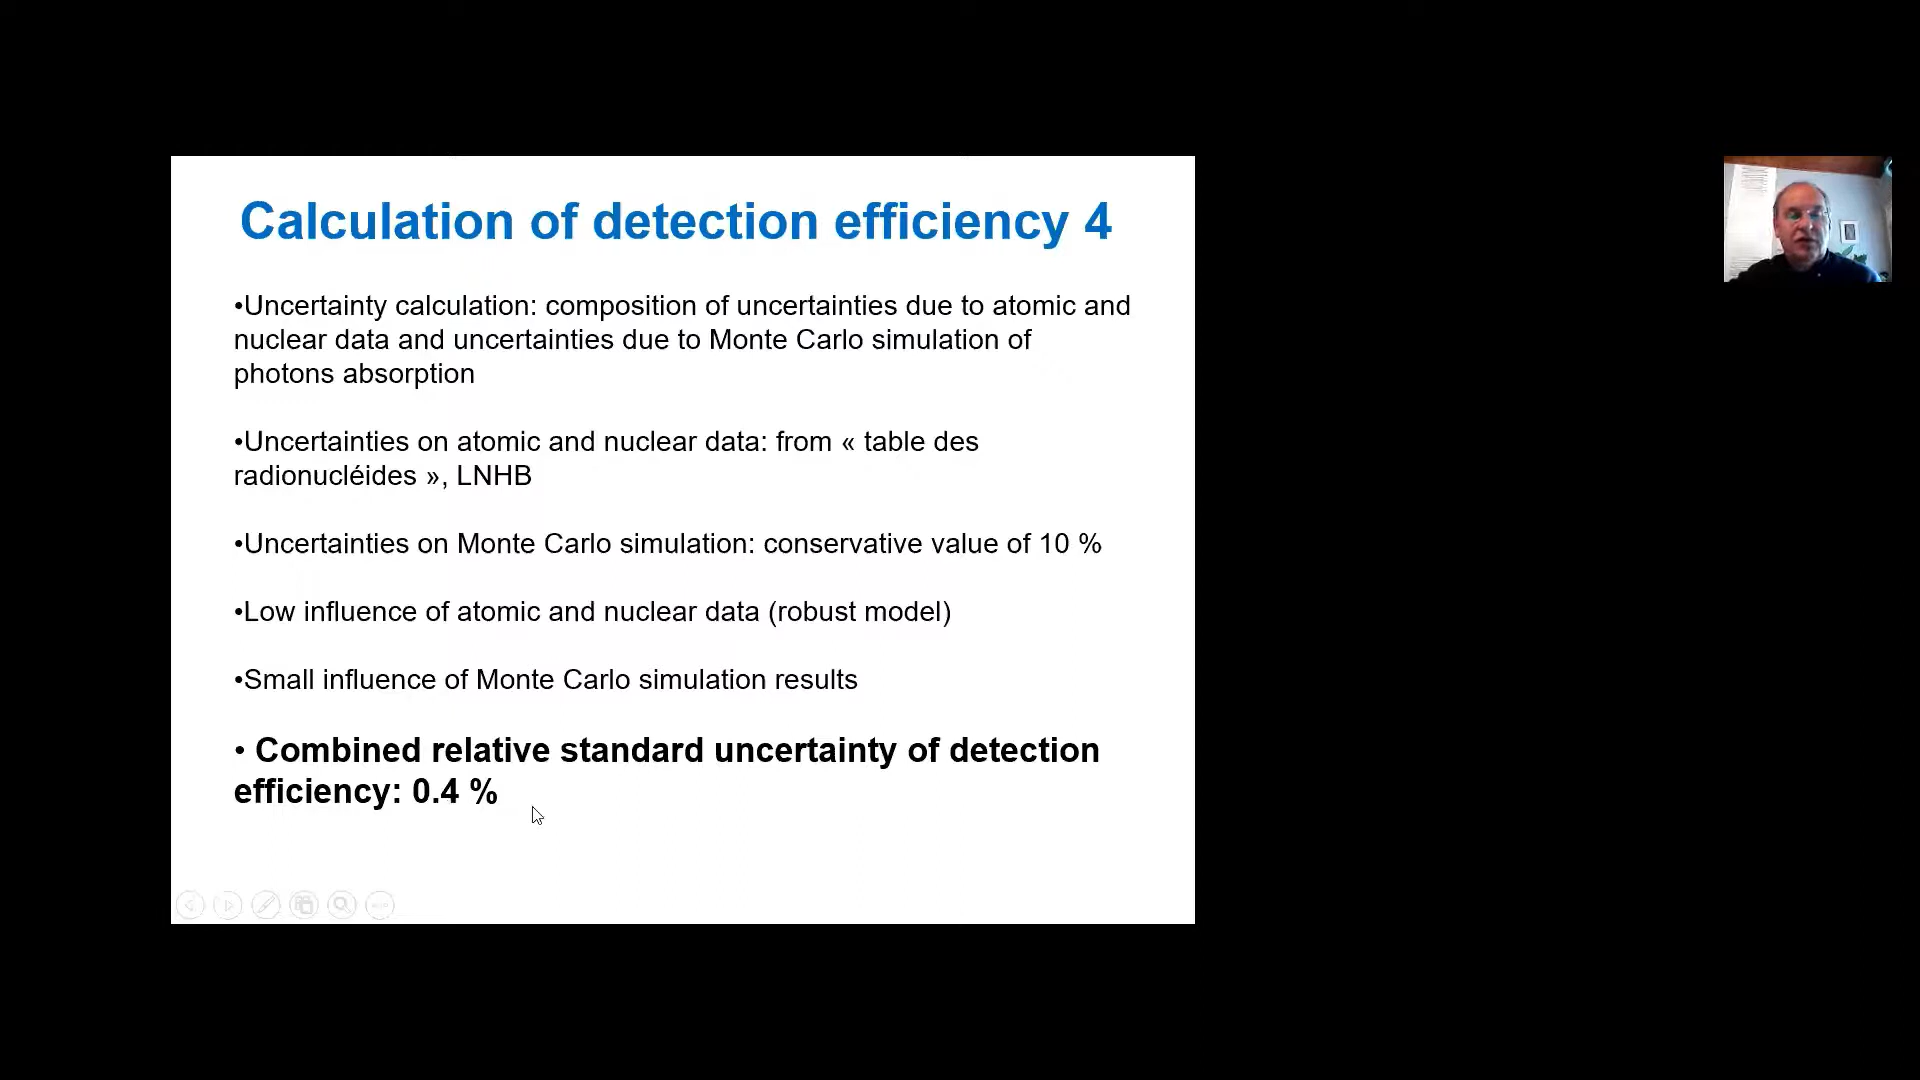 Calculation of detection efficiency 4
•Uncertainty calculation: composition of uncertainties due to atomic and
nuclear data and uncertainties due to Monte Carlo simulation of
photons absorption
•Uncertainties on atomic and nuclear data: from « table des
radionucléides », LNHB
•Uncertainties on Monte Carlo simulation: conservative value of 10 %
•Low influence of atomic and nuclear data (robust model)
•Small influence of Monte Carlo simulation results
• Combined relative standard uncertainty of detection
efficiency: 0.4 %